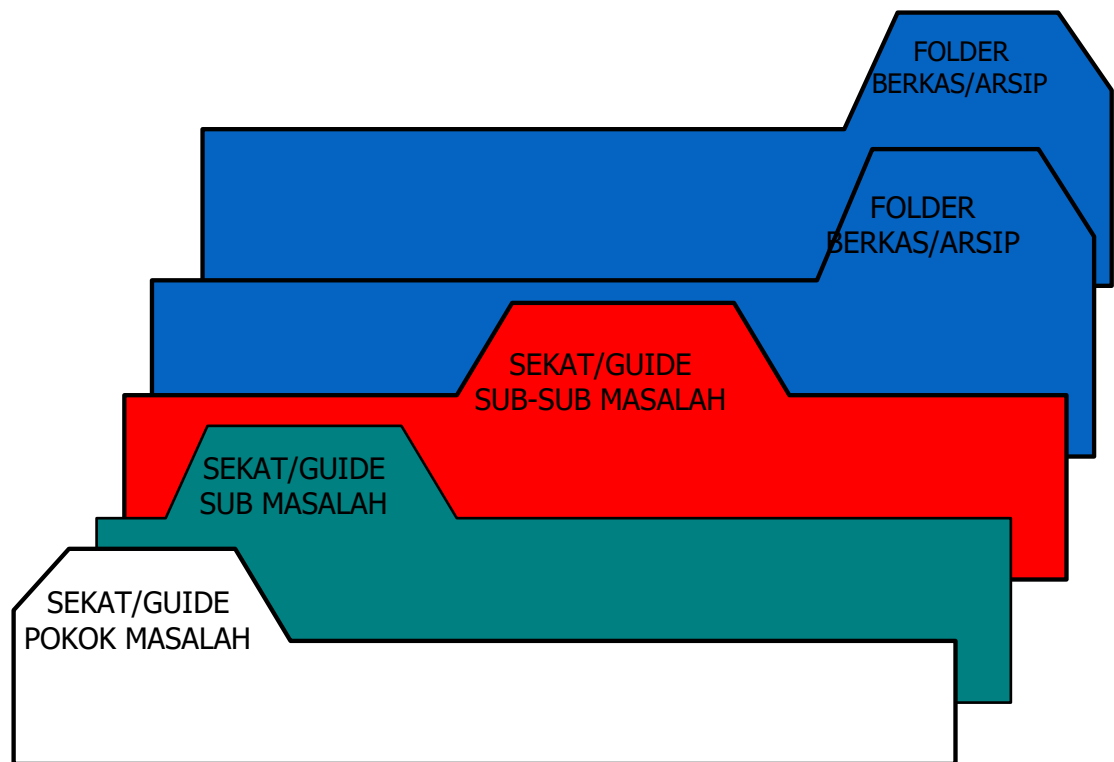 FOLDER
BERKAS/ARSIP
FOLDER
BERKAS/ARSIP
SEKAT/GUIDE
SUB-SUB MASALAH
SEKAT/GUIDE
SUB MASALAH
SEKAT/GUIDE
POKOK MASALAH